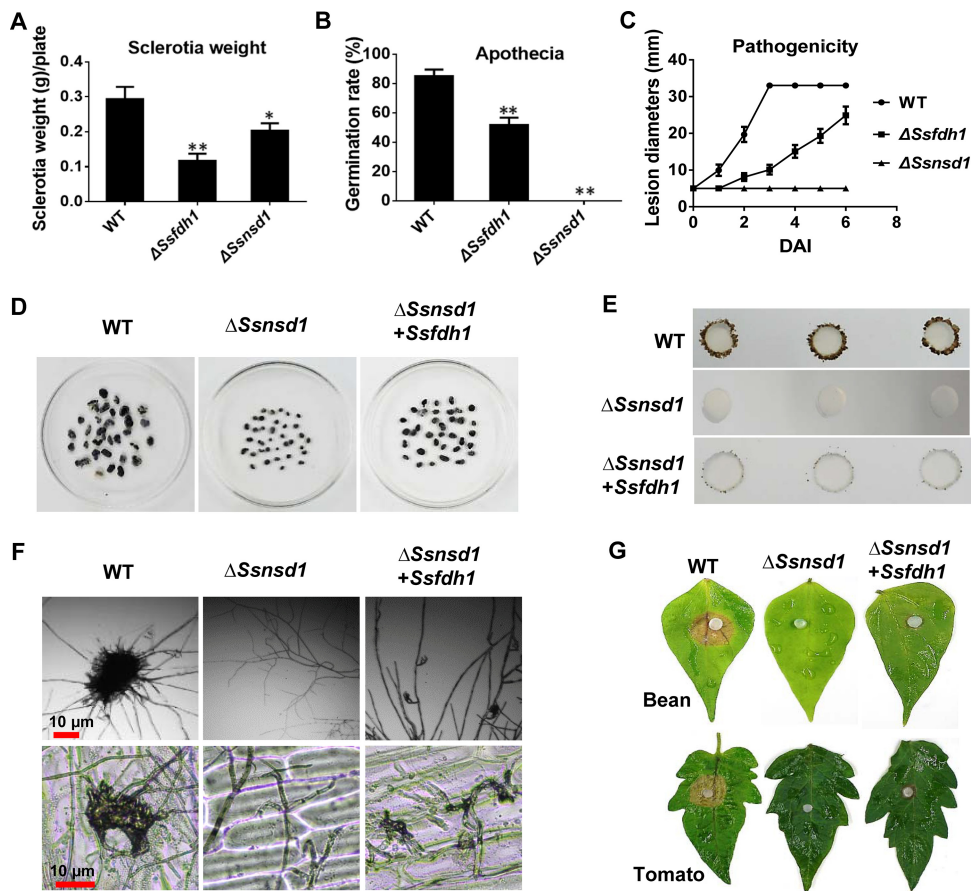 A
Sclerotia weight
Sclerotia weight (g)/plate
0.4
0.3
0.2
0.1
0.0
**
*
WT
ΔSsfdh1
ΔSsnsd1
B
Apothecia
Germination rate (%)
100
80
60
40
20
0
**
**
WT
ΔSsfdh1
ΔSsnsd1
C
Pathogenicity
Lesion diameters (mm)
40
30
20
10
0
2
4
6
8
DAI
WT
ΔSsfdh1
ΔSsnsd1
D
WT
ΔSsnsd1
ΔSsnsd1
+Ssfdh1
E
WT
ΔSsnsd1
ΔSsnsd1
+Ssfdh1
F
WT
ΔSsnsd1
ΔSsnsd1
+Ssfdh1
10 μm
10 μm
G
WT
ΔSsnsd1
ΔSsnsd1
+Ssfdh1
Bean
Tomato